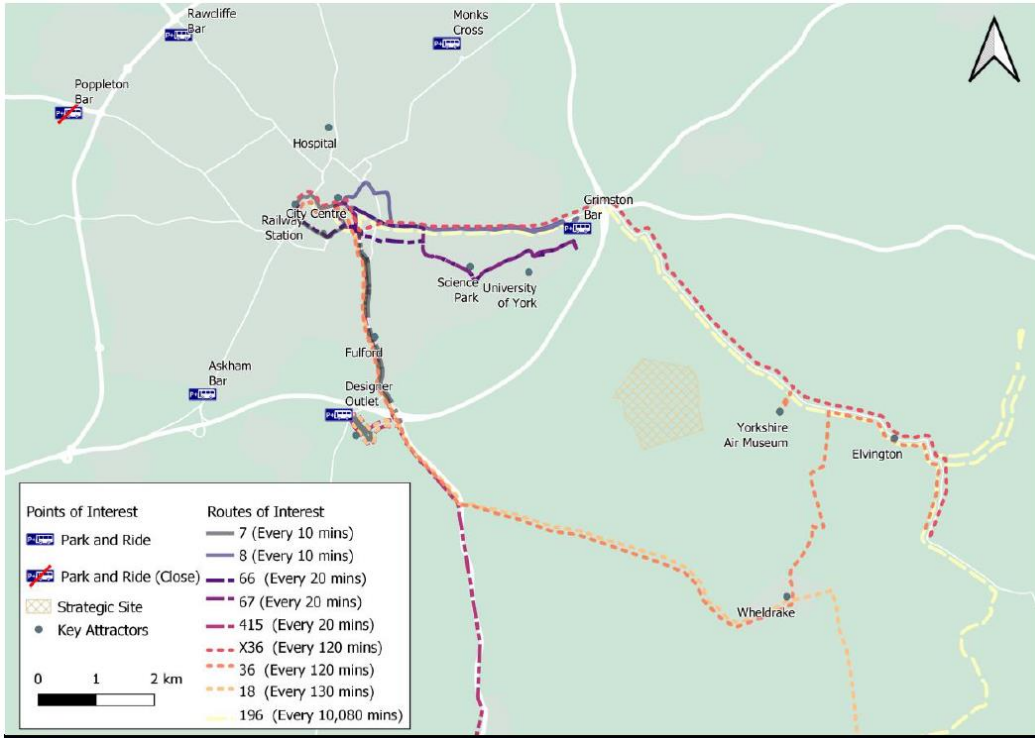 Rawcliffe
Bar
Monks
Cross
Poppleton
Bar
Hospital
Grimston
Bar
City Centre
Railway
Station
Science
Park
University
of York
Fulford
Askham
Bar
Designer
Outlet
Yorkshire
Air Museum
Elvington
Wheldrake
Points of Interest
P+ Park and Ride
P+ Park and Ride (Close)
Strategic Site
Key Attractors
0 1 2 km
Routes of Interest
7 (Every 10 mins)
8 (Every 10 mins)
66 (Every 20 mins)
67 (Every 20 mins)
415 (Every 20 mins)
X36 (Every 120 mins)
36 (Every 120 mins)
18 (Every 130 mins)
196 (Every 10,080 mins)